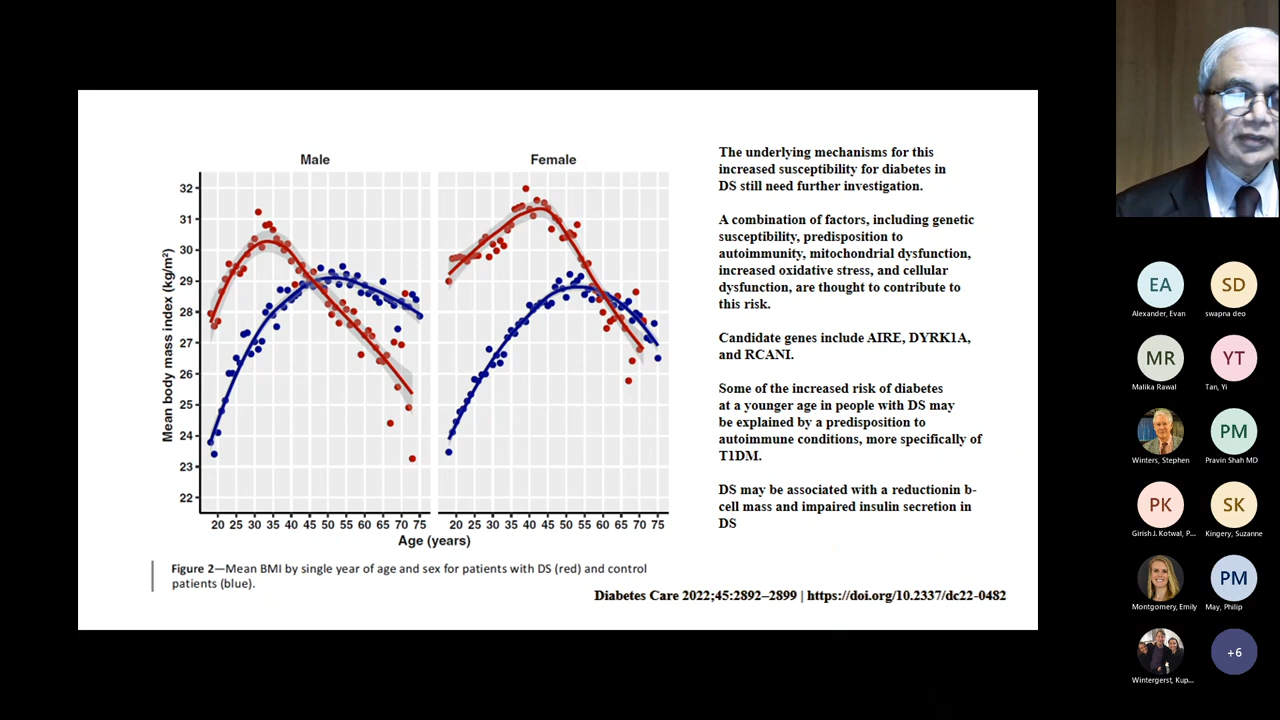 Male
Female
32
31
30
29
28
27
26
25
24
23
22
Mean body mass index (kg/m²)
20 25 30 35 40 45 50 55 60 65 70 75
20 25 30 35 40 45 50 55 60 65 70 75
Age (years)
Figure 2—Mean BMI by single year of age and sex for patients with DS (red) and control
patients (blue).
The underlying mechanisms for this
increased susceptibility for diabetes in
DS still need further investigation.
A combination of factors, including genetic
susceptibility, predisposition to
autoimmunity, mitochondrial dysfunction,
increased oxidative stress, and cellular
dysfunction, are thought to contribute to
this risk.
Candidate genes include AIRE, DYRK1A,
and RCANI.
Some of the increased risk of diabetes
at a younger age in people with DS may
be explained by a predisposition to
autoimmune conditions, more specifically of
T1DM.
DS may be associated with a reductionin b-
cell mass and impaired insulin secretion in
DS
Diabetes Care 2022;45:2892–2899 | https://doi.org/10.2337/dc22-0482
EA
Alexander, Evan
SD
swapna deo
MR
Malika Rawal
YT
Tan, Yi
Winters, Stephen
PM
Pravin Shah MD
PK
Girish J. Kotwal, P...
SK
Kingery, Suzanne
Montgomery, Emily
PM
May, Philip
Wintergerst, Kup...
+6